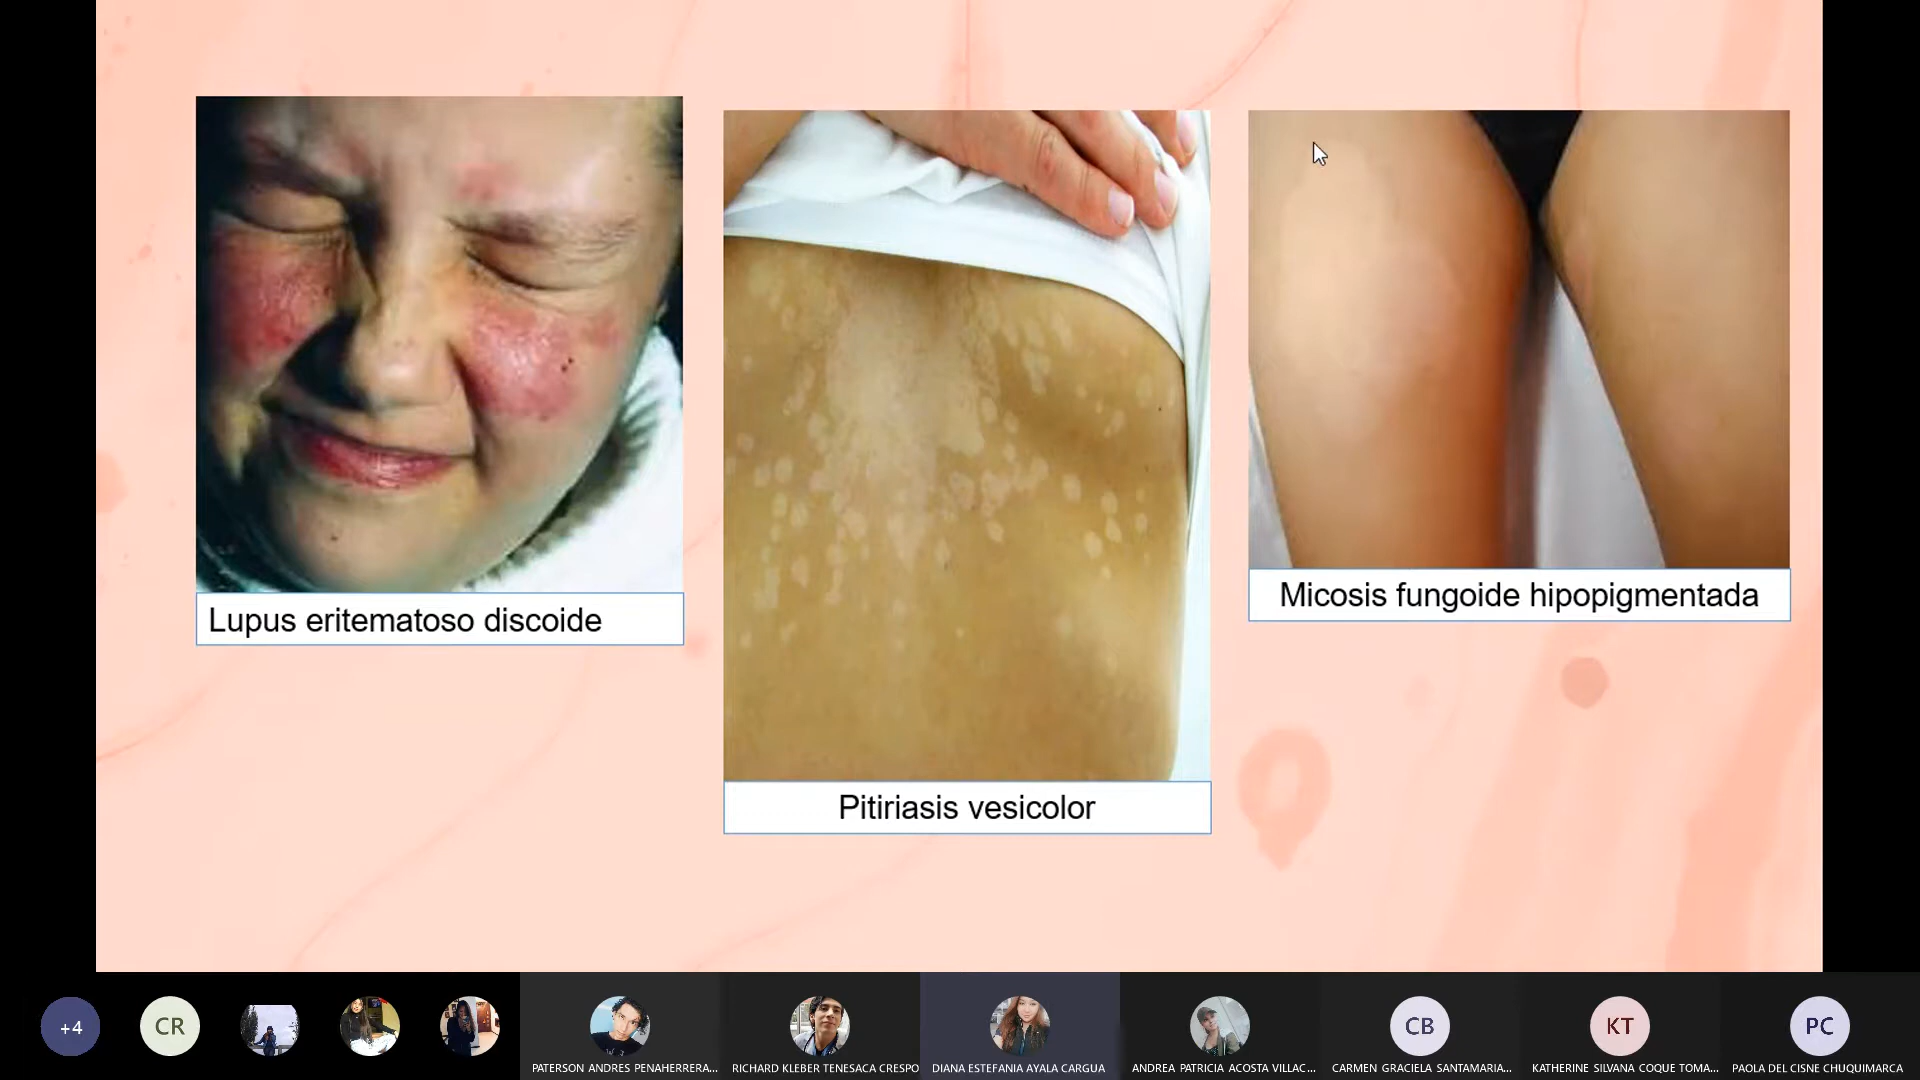 Lupus eritematoso discoide
Pitiriasis vesicolor
Micosis fungoide hipopigmentada
+4
CR
CB
KT
PC
PATERSON ANDRES PENAHERRERA...
RICHARD KLEBER TENESACA CRESPO
DIANA ESTEFANIA AYALA CARGUA
ANDREA PATRICIA ACOSTA VILLAC...
CARMEN GRACIELA SANTAMARIA...
KATHERINE SILVANA COQUE TOMA...
PAOLA DEL CISNE CHUQUIMARCA